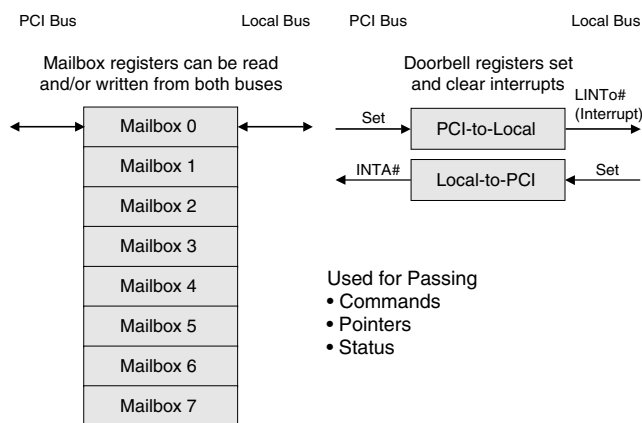 PCI Bus
Local Bus
Mailbox registers can be read
and/or written from both buses
Mailbox 0
Mailbox 1
Mailbox 2
Mailbox 3
Mailbox 4
Mailbox 5
Mailbox 6
Mailbox 7
PCI Bus
Local Bus
Doorbell registers set
and clear interrupts
Set
PCI-to-Local
LINTo#
(Interrupt)
INTA#
Local-to-PCI
Set
Used for Passing
• Commands
• Pointers
• Status